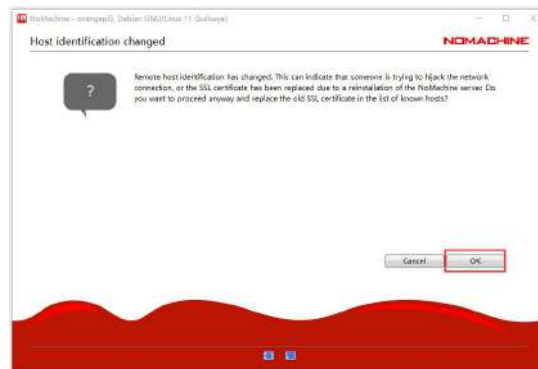 NoMachine - orangepi5, Debian GNU/Linux 11 (bullseye)
Host identification changed
NOMACHINE
?
Remote host identification has changed. This can indicate that someone is trying to hijack the network
connection, or the SSL certificate has been replaced due to a reinstallation of the NoMachine server. Do
you want to proceed anyway and replace the old SSL certificate in the list of known hosts?
Cancel
OK